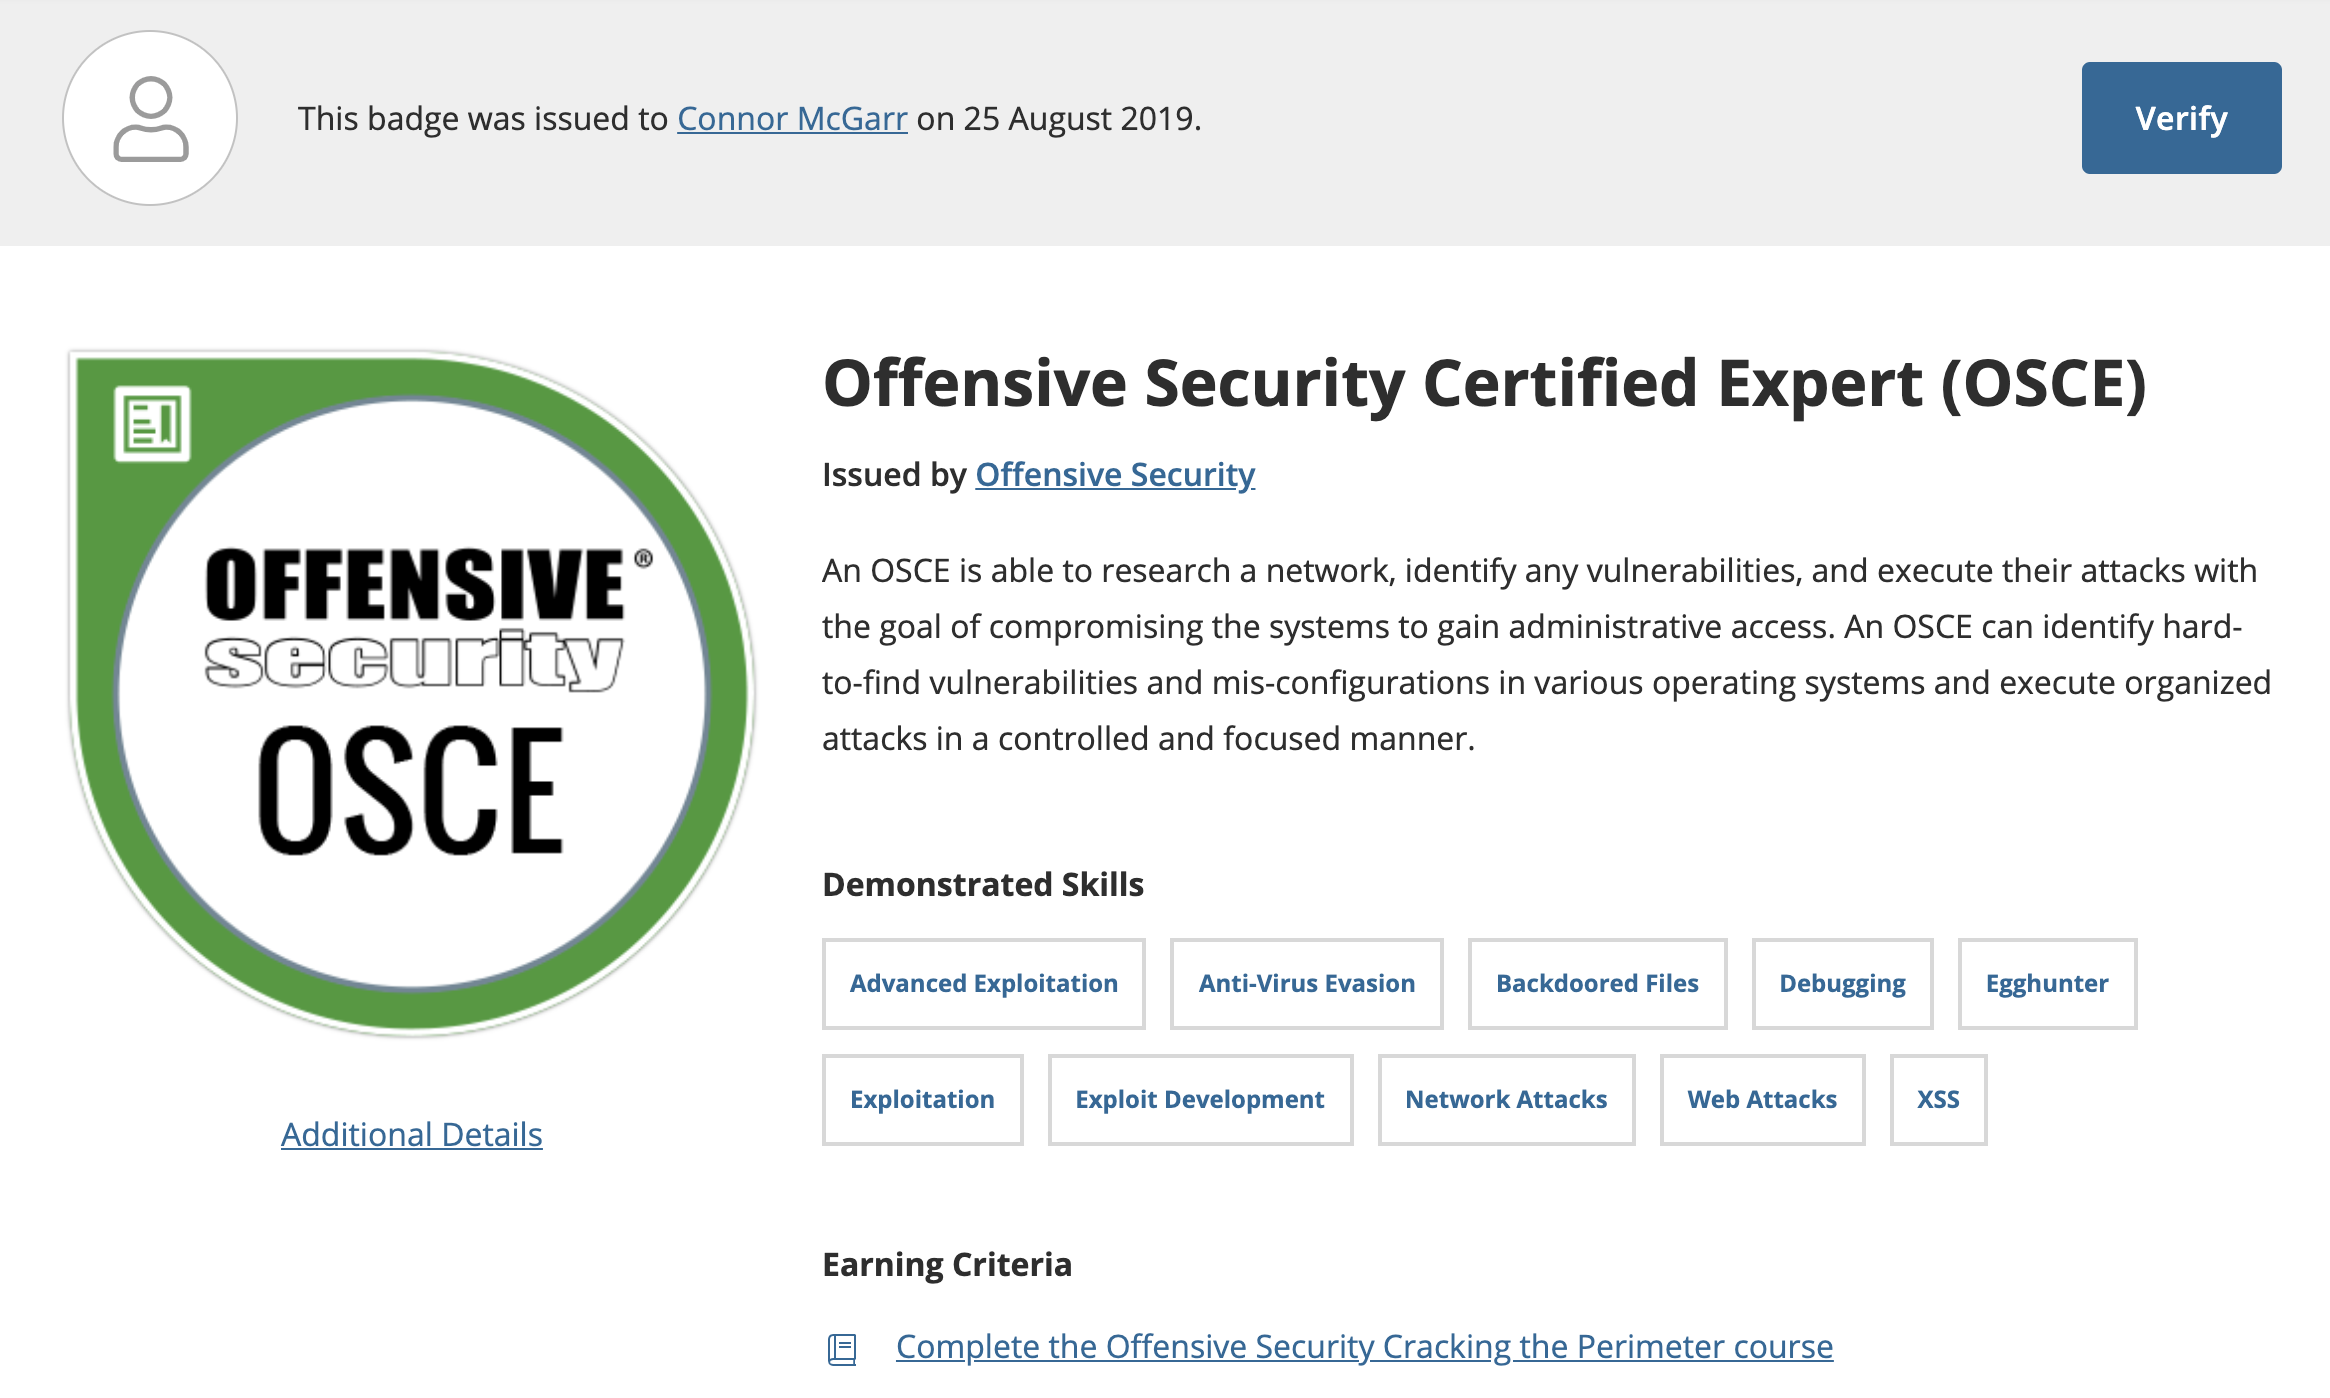 This badge was issued to Connor McGarr on 25 August 2019.
Verify
OFFENSIVE®
security
OSCE
Additional Details
Offensive Security Certified Expert (OSCE)
Issued by Offensive Security
An OSCE is able to research a network, identify any vulnerabilities, and execute their attacks with
the goal of compromising the systems to gain administrative access. An OSCE can identify hard-
to-find vulnerabilities and mis-configurations in various operating systems and execute organized
attacks in a controlled and focused manner.
Demonstrated Skills
Advanced Exploitation Anti-Virus Evasion Backdoored Files Debugging Egghunter
Exploitation Exploit Development Network Attacks Web Attacks XSS
Earning Criteria
Complete the Offensive Security Cracking the Perimeter course